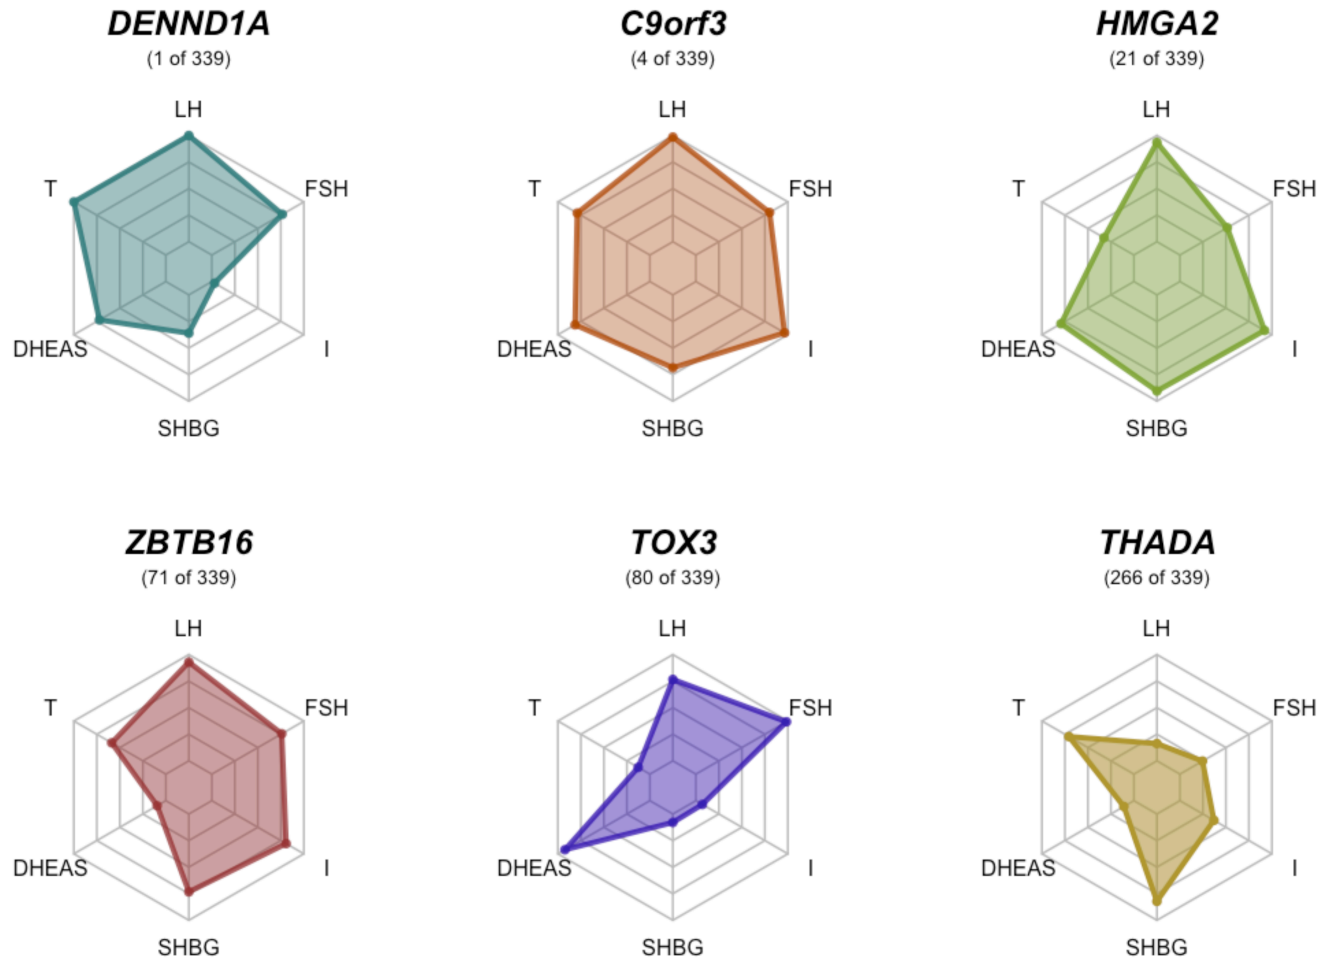 DENND1A
(1 of 339)
LH
T
FSH
DHEAS
I
SHBG
C9orf3
(4 of 339)
LH
T
FSH
DHEAS
I
SHBG
HMGA2
(21 of 339)
LH
T
FSH
DHEAS
I
SHBG
ZBTB16
(71 of 339)
LH
T
FSH
DHEAS
I
SHBG
TOX3
(80 of 339)
LH
T
FSH
DHEAS
I
SHBG
THADA
(266 of 339)
LH
T
FSH
DHEAS
I
SHBG